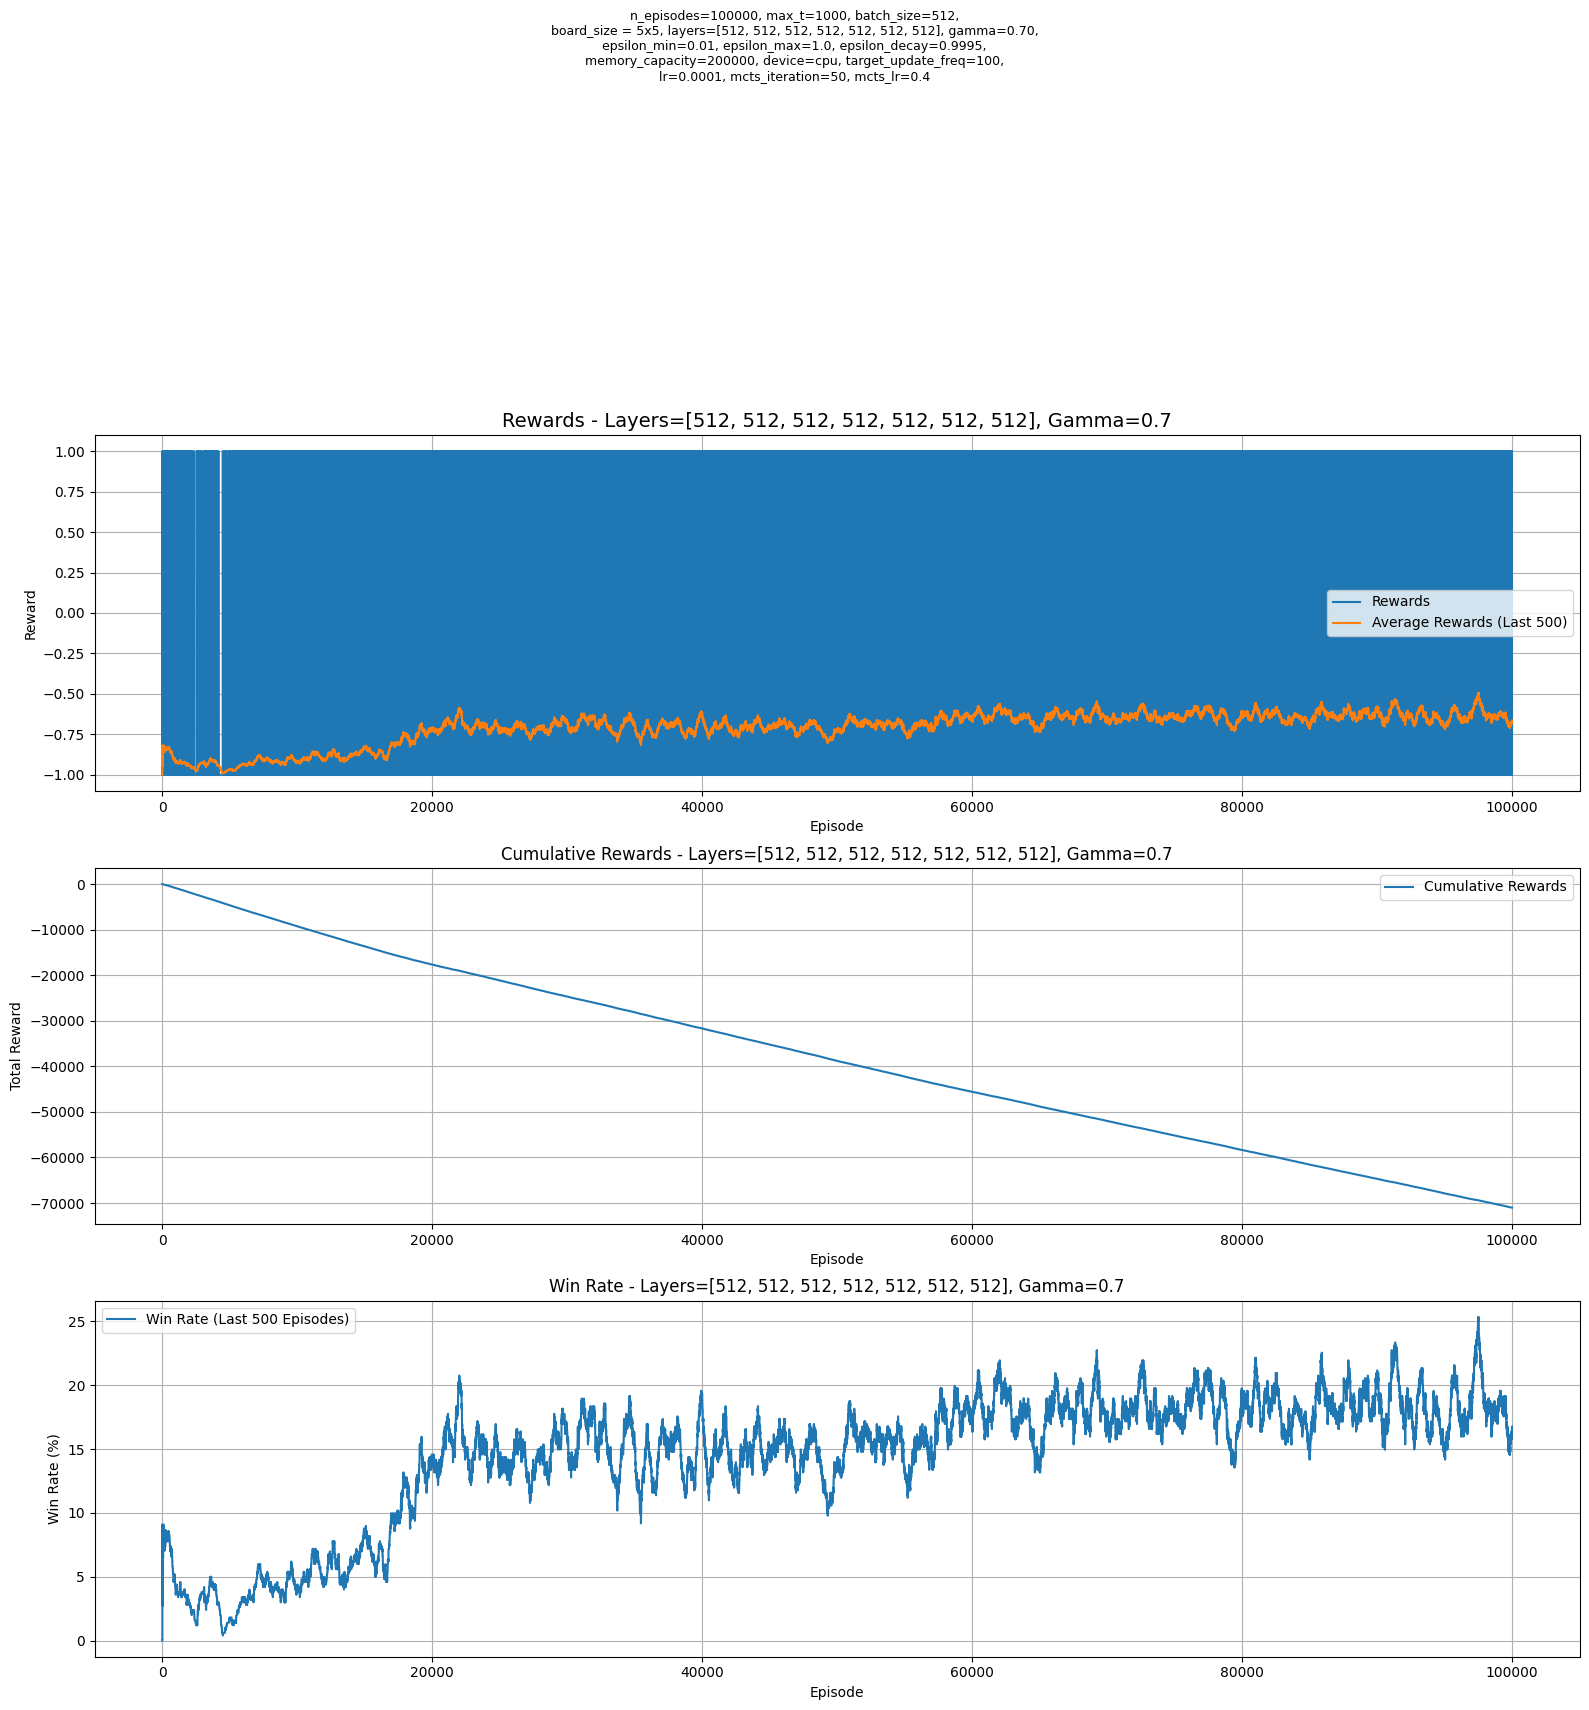 n_episodes=100000, max_t=1000, batch_size=512,
board_size = 5x5, layers=[512, 512, 512, 512, 512, 512, 512], gamma=0.70,
epsilon_min=0.01, epsilon_max=1.0, epsilon_decay=0.9995,
memory_capacity=200000, device=cpu, target_update_freq=100,
lr=0.0001, mcts_iteration=50, mcts_lr=0.4
Rewards - Layers=[512, 512, 512, 512, 512, 512, 512], Gamma=0.7
1.00
0.75
0.50
0.25
0.00
−0.25
−0.50
−0.75
−1.00
Reward
Rewards
Average Rewards (Last 500)
0 20000 40000 60000 80000 100000
Episode
Cumulative Rewards - Layers=[512, 512, 512, 512, 512, 512, 512], Gamma=0.7
0
−10000
−20000
−30000
−40000
−50000
−60000
−70000
Total Reward
Cumulative Rewards
0 20000 40000 60000 80000 100000
Episode
Win Rate - Layers=[512, 512, 512, 512, 512, 512, 512], Gamma=0.7
25
20
15
10
5
0
Win Rate (%)
Win Rate (Last 500 Episodes)
0 20000 40000 60000 80000 100000
Episode